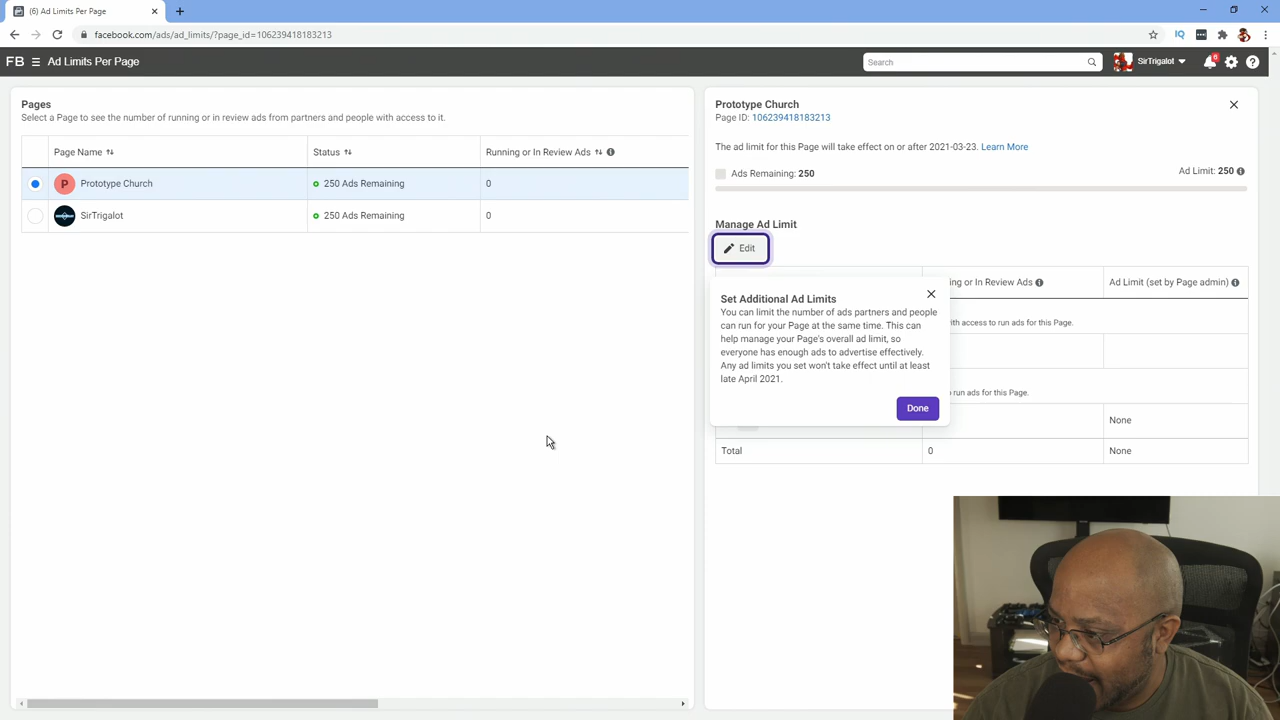 (6) Ad Limits Per Page
facebook.com/ads/ad_limits/?page_id=106239418183213
IQ
FB
Ad Limits Per Page
Search
SirTrigalot
Pages
Select a Page to see the number of running or in review ads from partners and people with access to it.
Page Name
Status
Running or In Review Ads
P
Prototype Church
250 Ads Remaining
0
SirTrigalot
250 Ads Remaining
0
Prototype Church
Page ID: 106239418183213
The ad limit for this Page will take effect on or after 2021-03-23. Learn More
Ads Remaining: 250
Ad Limit: 250
Manage Ad Limit
Edit
ing or In Review Ads
Ad Limit (set by Page admin)
Set Additional Ad Limits
You can limit the number of ads partners and people
can run for your Page at the same time. This can
help manage your Page's overall ad limit, so
everyone has enough ads to advertise effectively.
Any ad limits you set won't take effect until at least
late April 2021.
Done
with access to run ads for this Page.
o run ads for this Page.
None
Total
0
None